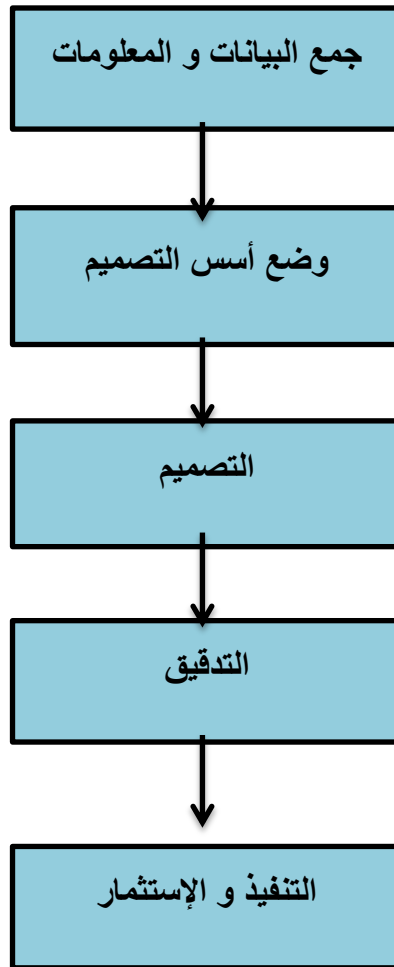 جمع البيانات و المعلومات
وضع أسس التصميم
التصميم
التدقيق
التنفيذ و الإستثمار